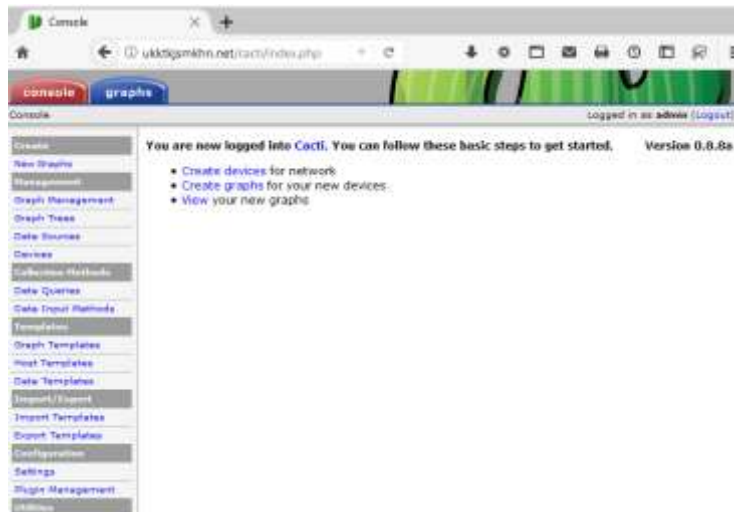 Console
ukktkjsmkhn.net/cacti/index.php
console graphs
Console
Logged in as admin (Logout)
Create
New Graphs
Management
Graph Management
Graph Trees
Data Sources
Devices
Collection Methods
Data Queries
Data Input Methods
Templates
Graph Templates
Host Templates
Data Templates
Import/Export
Import Templates
Export Templates
Configuration
Settings
Plugin Management
Utilities
You are now logged into Cacti. You can follow these basic steps to get started.
Version 0.8.8a
• Create devices for network
• Create graphs for your new devices
• View your new graphs